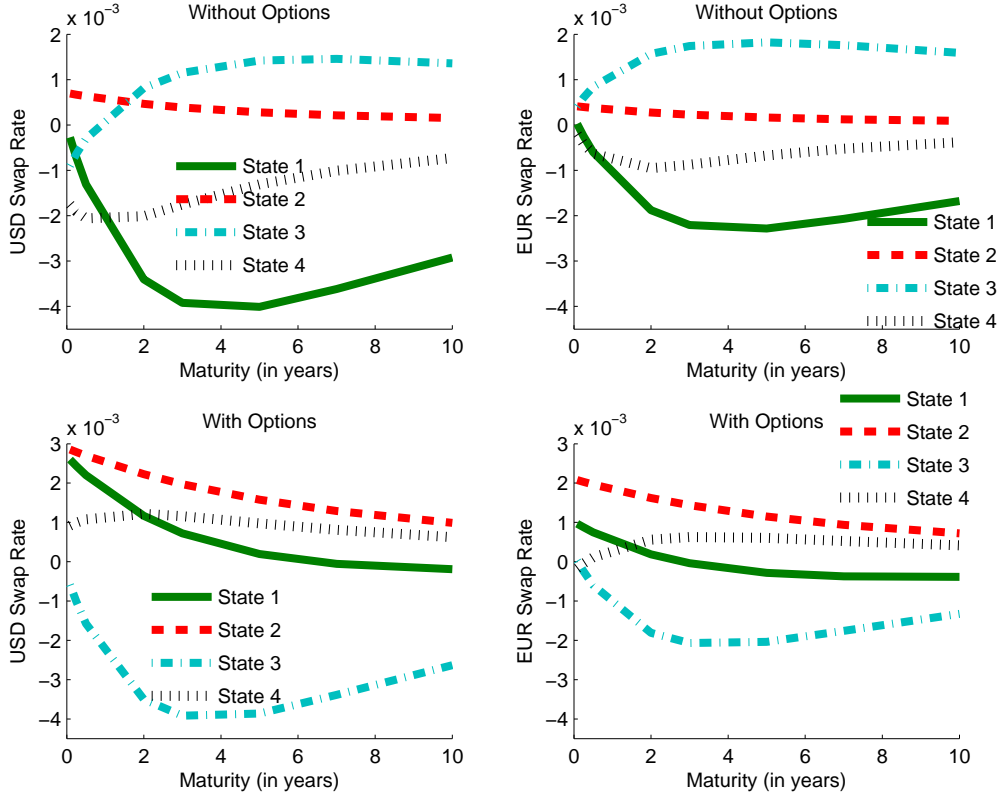 x 10−3
Without Options
2
1
0
−1
−2
−3
−4
USD Swap Rate
State 1
State 2
State 3
State 4
0 2 4 6 8 10
Maturity (in years)
x 10−3
Without Options
2
1
0
−1
−2
−3
−4
EUR Swap Rate
State 1
State 2
State 3
State 4
0 2 4 6 8 10
Maturity (in years)
x 10−3
With Options
3
2
1
0
−1
−2
−3
−4
USD Swap Rate
State 1
State 2
State 3
State 4
0 2 4 6 8 10
Maturity (in years)
x 10−3
With Options
State 1
State 2
State 3
State 4
3
2
1
0
−1
−2
−3
−4
EUR Swap Rate
0 2 4 6 8 10
Maturity (in years)